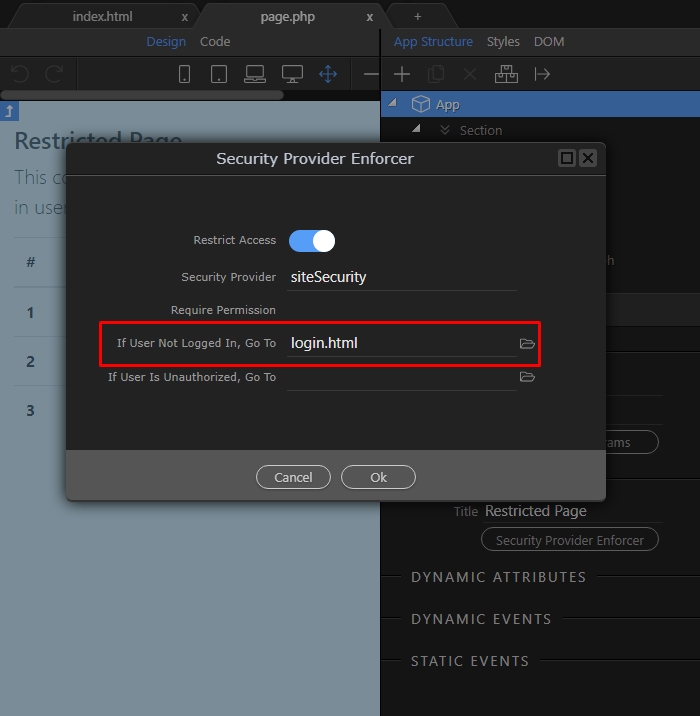 index.html x page.php x +
Design Code
App Structure Styles DOM
App
Section
Restricted Page
This
in
#
1
2
3
Security Provider Enforcer
Restrict Access
Security Provider siteSecurity
Require Permission
If User Not Logged In, Go To login.html
If User Is Unauthorized, Go To
Cancel Ok
Title Restricted Page
Security Provider Enforcer
DYNAMIC ATTRIBUTES
DYNAMIC EVENTS
STATIC EVENTS